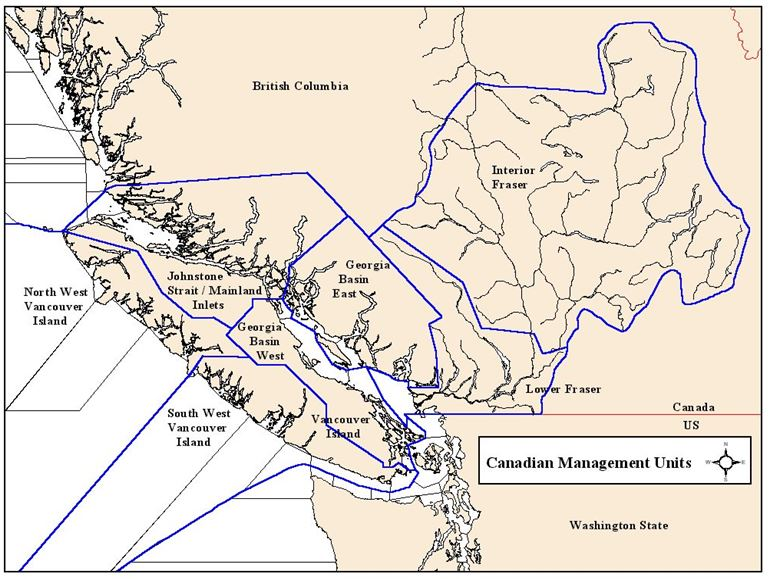 British Columbia
Interior
Fraser
Georgia
Basin
East
Johnstone
Strait / Mainland
Inlets
North West
Vancouver
Island
Georgia
Basin
West
Lower Fraser
South West
Vancouver
Island
Vancouver
Island
Canada
US
Canadian Management Units
N
W
E
S
Washington State